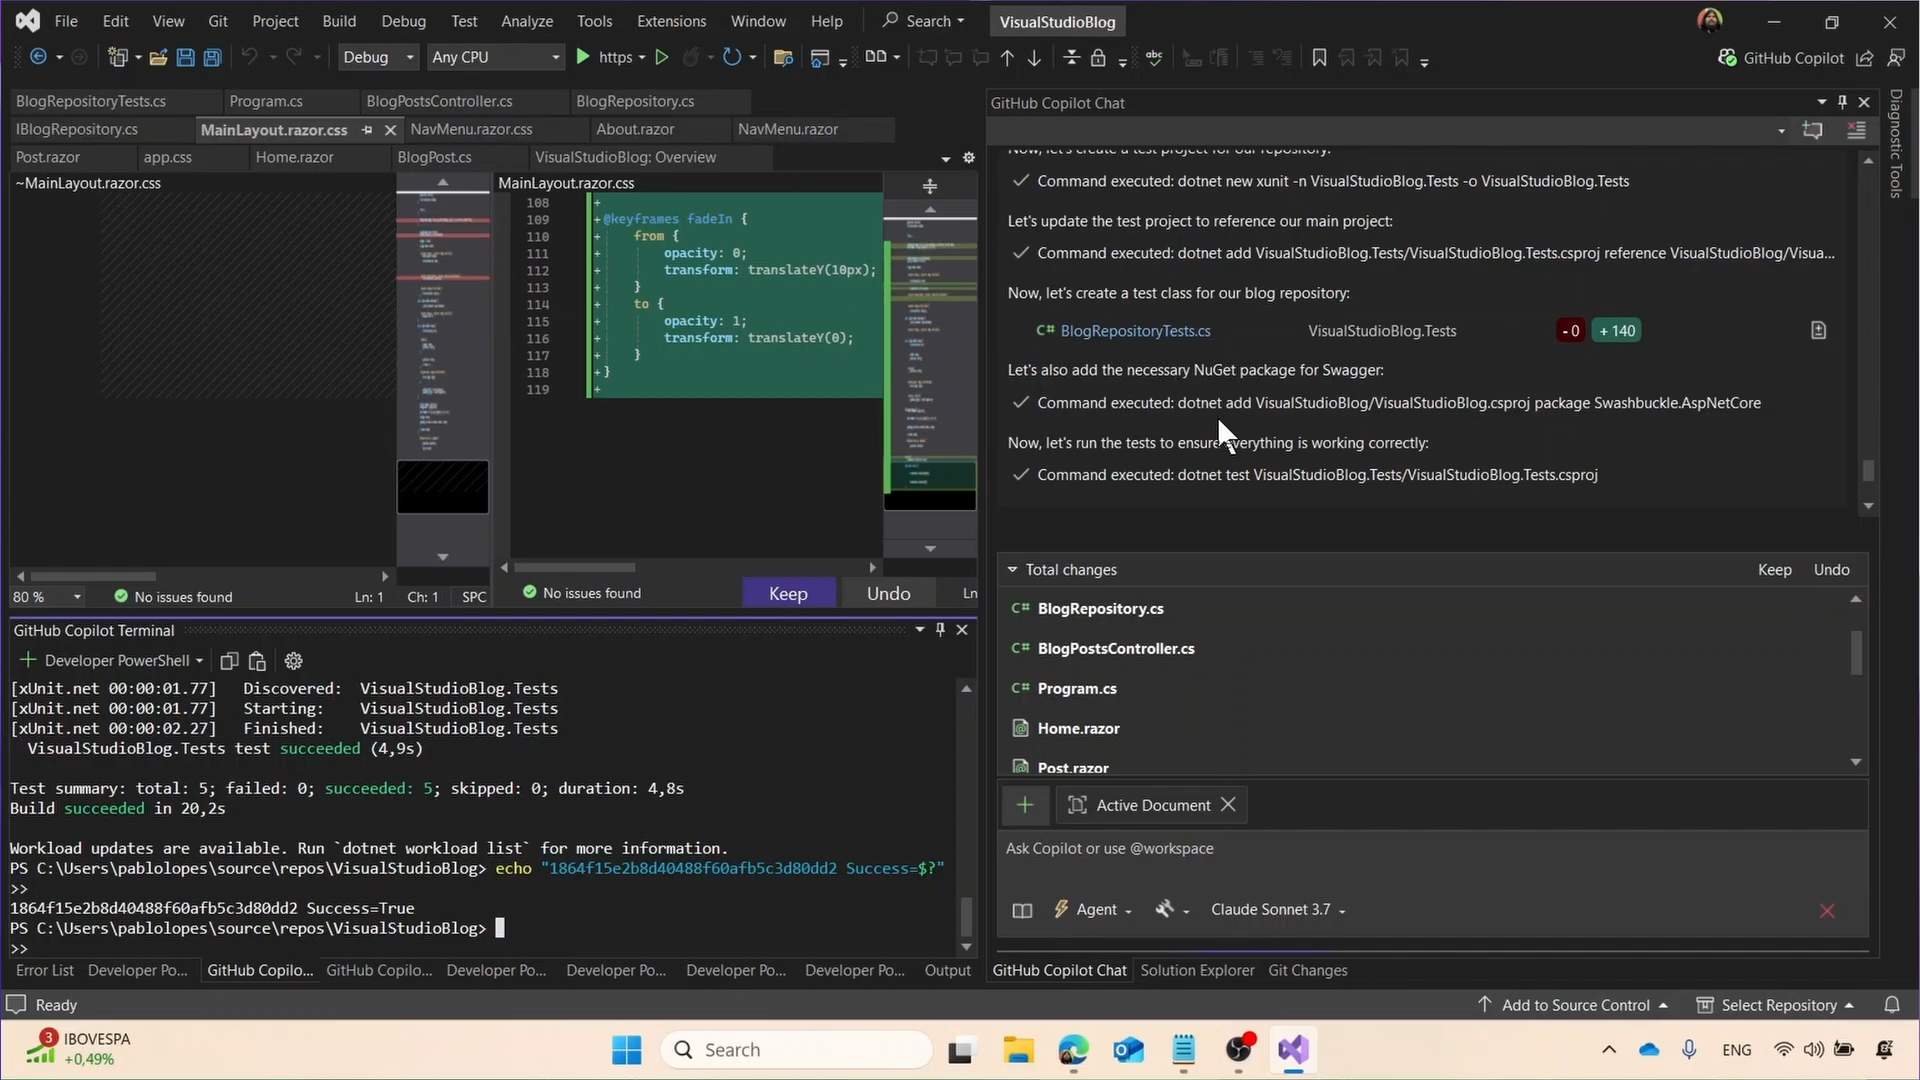 File Edit View Git Project Build Debug Test Analyze Tools Extensions Window Help Search VisualStudioBlog
Debug Any CPU https GitHub Copilot
BlogRepositoryTests.cs Program.cs BlogPostsController.cs BlogRepository.cs
IBlogRepository.cs MainLayout.razor.css NavMenu.razor.css About.razor NavMenu.razor
Post.razor app.css Home.razor BlogPost.cs VisualStudioBlog: Overview
~MainLayout.razor.css
MainLayout.razor.css
108 +
109 +@keyframes fadeIn {
110 + from {
111 + opacity: 0;
112 + transform: translateY(10px);
113 + }
114 + to {
115 + opacity: 1;
116 + transform: translateY(0);
117 + }
118 +}
119 +
80 % No issues found Ln: 1 Ch: 1 SPC
No issues found Keep Undo Ln
GitHub Copilot Terminal
+ Developer PowerShell
[xUnit.net 00:00:01.77] Discovered: VisualStudioBlog.Tests
[xUnit.net 00:00:01.77] Starting: VisualStudioBlog.Tests
[xUnit.net 00:00:02.27] Finished: VisualStudioBlog.Tests
VisualStudioBlog.Tests test succeeded (4,9s)
Test summary: total: 5; failed: 0; succeeded: 5; skipped: 0; duration: 4,8s
Build succeeded in 20,2s
Workload updates are available. Run `dotnet workload list` for more information.
PS C:\Users\pablolopes\source\repos\VisualStudioBlog> echo "1864f15e2b8d40488f60afb5c3d80dd2 Success=$?"
>>
1864f15e2b8d40488f60afb5c3d80dd2 Success=True
PS C:\Users\pablolopes\source\repos\VisualStudioBlog>
>>
Error List Developer Po... GitHub Copilo... GitHub Copilo... Developer Po... Developer Po... Developer Po... Developer Po... Output
GitHub Copilot Chat
Now, let's create a test project for our repository:
Command executed: dotnet new xunit -n VisualStudioBlog.Tests -o VisualStudioBlog.Tests
Let's update the test project to reference our main project:
Command executed: dotnet add VisualStudioBlog.Tests/VisualStudioBlog.Tests.csproj reference VisualStudioBlog/Visua...
Now, let's create a test class for our blog repository:
C# BlogRepositoryTests.cs VisualStudioBlog.Tests - 0 + 140
Let's also add the necessary NuGet package for Swagger:
Command executed: dotnet add VisualStudioBlog/VisualStudioBlog.csproj package Swashbuckle.AspNetCore
Now, let's run the tests to ensure everything is working correctly:
Command executed: dotnet test VisualStudioBlog.Tests/VisualStudioBlog.Tests.csproj
Total changes Keep Undo
C# BlogRepository.cs
C# BlogPostsController.cs
C# Program.cs
Home.razor
Post.razor
+ Active Document
Ask Copilot or use @workspace
Agent Claude Sonnet 3.7
GitHub Copilot Chat Solution Explorer Git Changes
Diagnostic Tools
Ready Add to Source Control Select Repository
3 IBOVESPA
+0,49%
Search
ENG